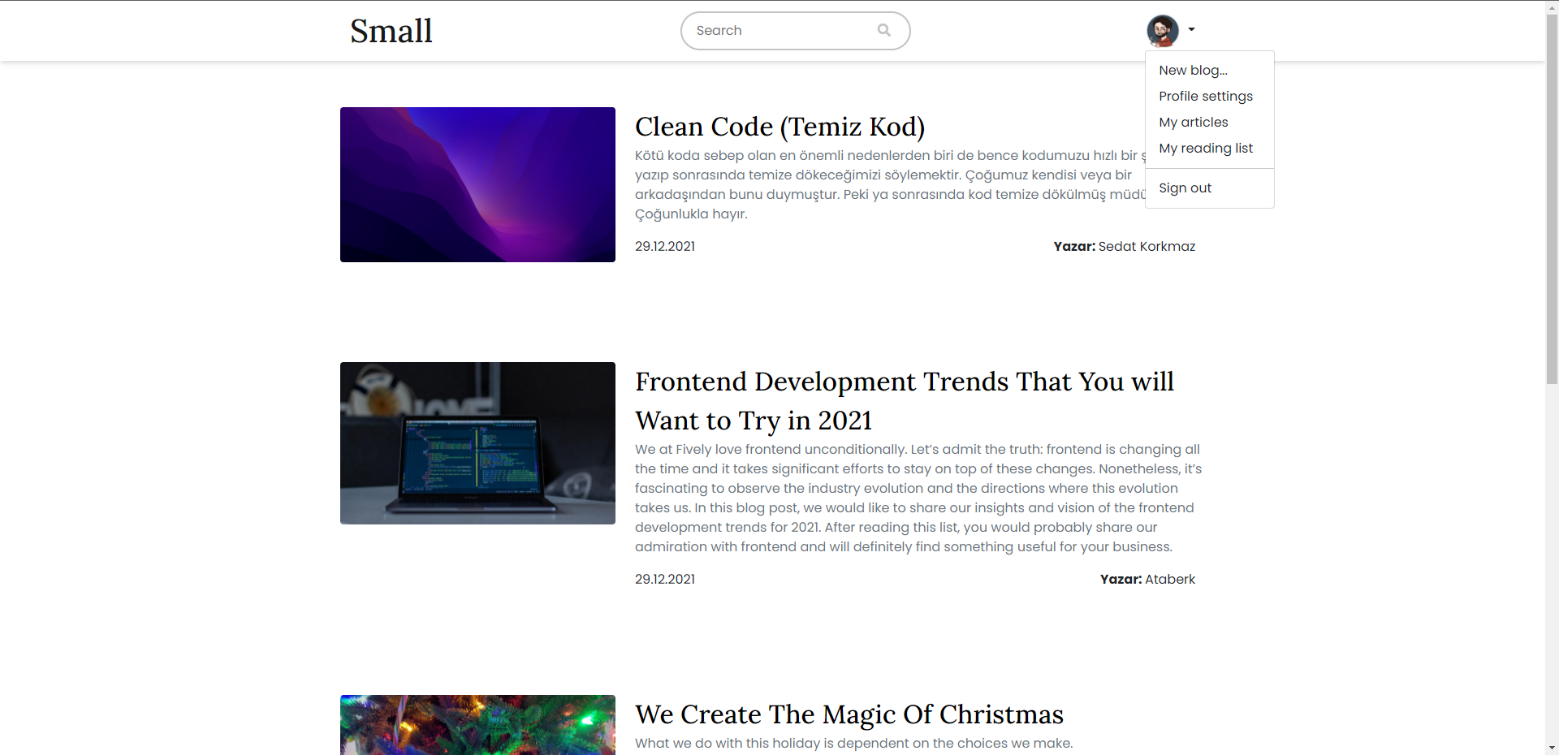 Small
Search
New blog...
Profile settings
My articles
My reading list
Sign out
Clean Code (Temiz Kod)
Kötü koda sebep olan en önemli nedenlerden biri de bence kodumuzu hızlı bir
yazıp sonrasında temize dökeceğimizi söylemektir. Çoğumuz kendisi veya bir
arkadaşından bunu duymuştur. Peki ya sonrasında kod temize dökülmüş müdü
Çoğunlukla hayır.
29.12.2021
Yazar: Sedat Korkmaz
Frontend Development Trends That You will
Want to Try in 2021
We at Fively love frontend unconditionally. Let's admit the truth: frontend is changing all
the time and it takes significant efforts to stay on top of these changes. Nonetheless, it's
fascinating to observe the industry evolution and the directions where this evolution
takes us. In this blog post, we would like to share our insights and vision of the frontend
development trends for 2021. After reading this list, you would probably share our
admiration with frontend and will definitely find something useful for your business.
29.12.2021
Yazar: Ataberk
We Create The Magic Of Christmas
What we do with this holiday is dependent on the choices we make.